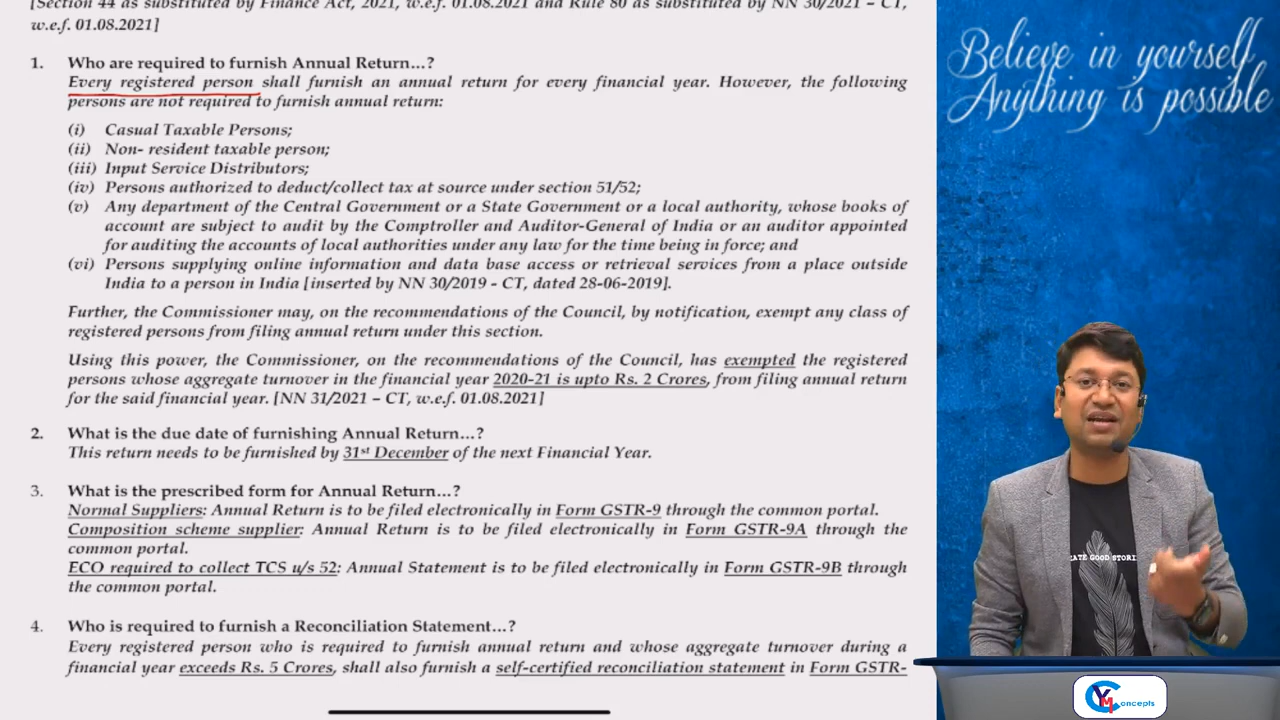 [Section 44 as substituted by Finance Act, 2021, w.e.f. 01.08.2021 and Rule 80 as substituted by NN 30/2021 – CT,
w.e.f. 01.08.2021]
1. Who are required to furnish Annual Return...?
Every registered person shall furnish an annual return for every financial year. However, the following
persons are not required to furnish annual return:
(i) Casual Taxable Persons;
(ii) Non- resident taxable person;
(iii) Input Service Distributors;
(iv) Persons authorized to deduct/collect tax at source under section 51/52;
(v) Any department of the Central Government or a State Government or a local authority, whose books of
account are subject to audit by the Comptroller and Auditor-General of India or an auditor appointed
for auditing the accounts of local authorities under any law for the time being in force; and
(vi) Persons supplying online information and data base access or retrieval services from a place outside
India to a person in India [inserted by NN 30/2019 - CT, dated 28-06-2019].
Further, the Commissioner may, on the recommendations of the Council, by notification, exempt any class of
registered persons from filing annual return under this section.
Using this power, the Commissioner, on the recommendations of the Council, has exempted the registered
persons whose aggregate turnover in the financial year 2020-21 is upto Rs. 2 Crores, from filing annual return
for the said financial year. [NN 31/2021 – CT, w.e.f. 01.08.2021]
2. What is the due date of furnishing Annual Return...?
This return needs to be furnished by 31st December of the next Financial Year.
3. What is the prescribed form for Annual Return...?
Normal Suppliers: Annual Return is to be filed electronically in Form GSTR-9 through the common portal.
Composition scheme supplier: Annual Return is to be filed electronically in Form GSTR-9A through the
common portal.
ECO required to collect TCS u/s 52: Annual Statement is to be filed electronically in Form GSTR-9B through
the common portal.
4. Who is required to furnish a Reconciliation Statement...?
Every registered person who is required to furnish annual return and whose aggregate turnover during a
financial year exceeds Rs. 5 Crores, shall also furnish a self-certified reconciliation statement in Form GSTR-
Believe in yourself
Anything is possible
ATE GOOD STORI
CYM oncepts